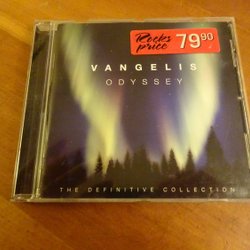 Rocks
price
79 90
VANGELIS
ODYSSEY
THE DEFINITIVE COLLECTION